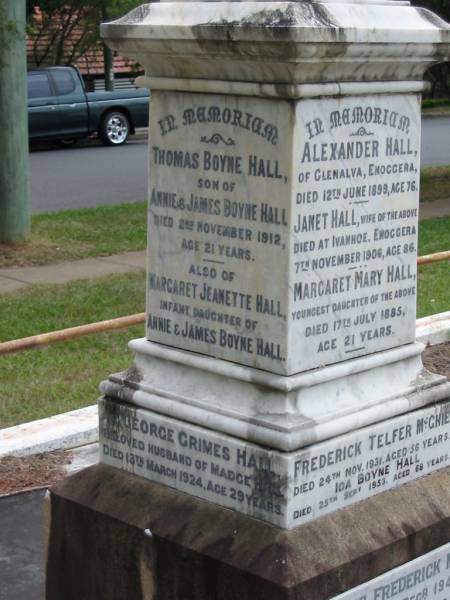 IN MEMORIAM
THOMAS BOYNE HALL,
SON OF
ANNIE & JAMES BOYNE HALL
DIED 2ND NOVEMBER 1912,
AGE 21 YEARS.
ALSO OF
MARGARET JEANETTE HALL,
INFANT DAUGHTER OF
ANNIE & JAMES BOYNE HALL.
GEORGE GRIMES HALL
BELOVED HUSBAND OF MADGE
DIED 13TH MARCH 1924, AGE 29 YEARS.
IN MEMORIAM
ALEXANDER HALL,
OF GLENALVA, ENOGGERA,
DIED 12TH JUNE 1899, AGE 76.
JANET HALL, WIFE OF THE ABOVE
DIED AT IVANHOE, ENOGGERA
7TH NOVEMBER 1906, AGE 86.
MARGARET MARY HALL,
YOUNGEST DAUGHTER OF THE ABOVE
DIED 17TH JULY 1885,
AGE 21 YEARS.
FREDERICK TELFER MCGHIE
DIED 24TH NOV. 1931, AGED 56 YEARS.
IDA BOYNE HALL
DIED 25TH SEPT 1953. AGED 68 YEARS.
FREDERICK